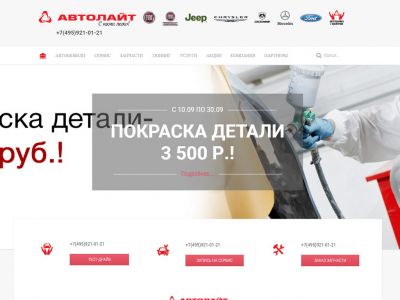 АВТОЛАЙТ
С нами легко!
FIAT
Jeep
CHRYSLER
Mercedes
Ford
+7(495)921-01-21
АВТОМОБИЛИ СЕРВИС ЗАПЧАСТИ ТЮНИНГ УСЛУГИ АКЦИИ КОМПАНИЯ ПАРТНЕРЫ ПОИСК...
С 10.09 ПО 30.09
ска детали-
руб.!
ПОКРАСКА ДЕТАЛИ
3 500 Р.!
Подробнее...
+7(495)921-01-21
ТЕСТ-ДРАЙВ
+7(495)921-01-21
ЗАПИСЬ НА СЕРВИС
+7(495)921-01-21
ЗАКАЗ ЗАПЧАСТИ
АВТОЛАЙТ